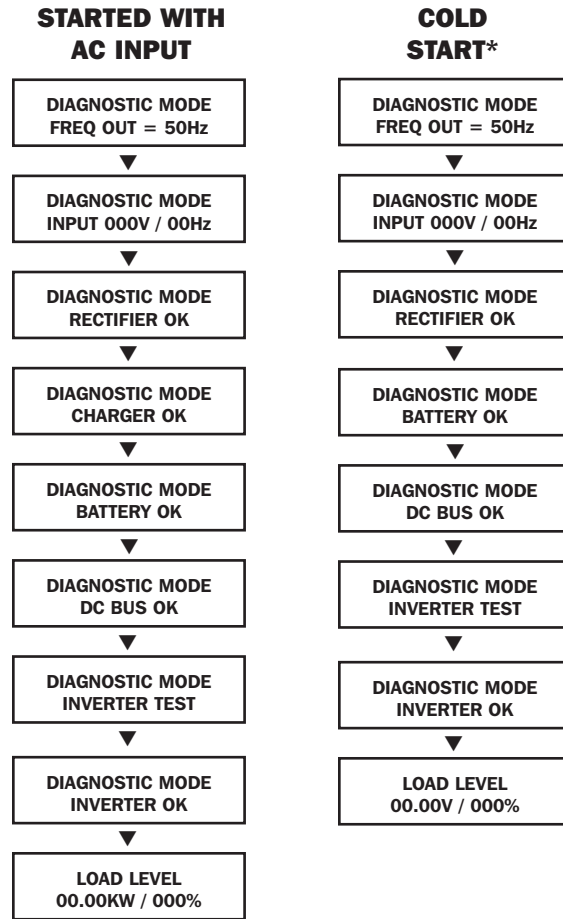 STARTED WITH
AC INPUT
DIAGNOSTIC MODE
FREQ OUT = 50Hz
DIAGNOSTIC MODE
INPUT 000V / 00Hz
DIAGNOSTIC MODE
RECTIFIER OK
DIAGNOSTIC MODE
CHARGER OK
DIAGNOSTIC MODE
BATTERY OK
DIAGNOSTIC MODE
DC BUS OK
DIAGNOSTIC MODE
INVERTER TEST
DIAGNOSTIC MODE
INVERTER OK
LOAD LEVEL
00.00KW / 000%
COLD
START*
DIAGNOSTIC MODE
FREQ OUT = 50Hz
DIAGNOSTIC MODE
INPUT 000V / 00Hz
DIAGNOSTIC MODE
RECTIFIER OK
DIAGNOSTIC MODE
BATTERY OK
DIAGNOSTIC MODE
DC BUS OK
DIAGNOSTIC MODE
INVERTER TEST
DIAGNOSTIC MODE
INVERTER OK
LOAD LEVEL
00.00V / 000%